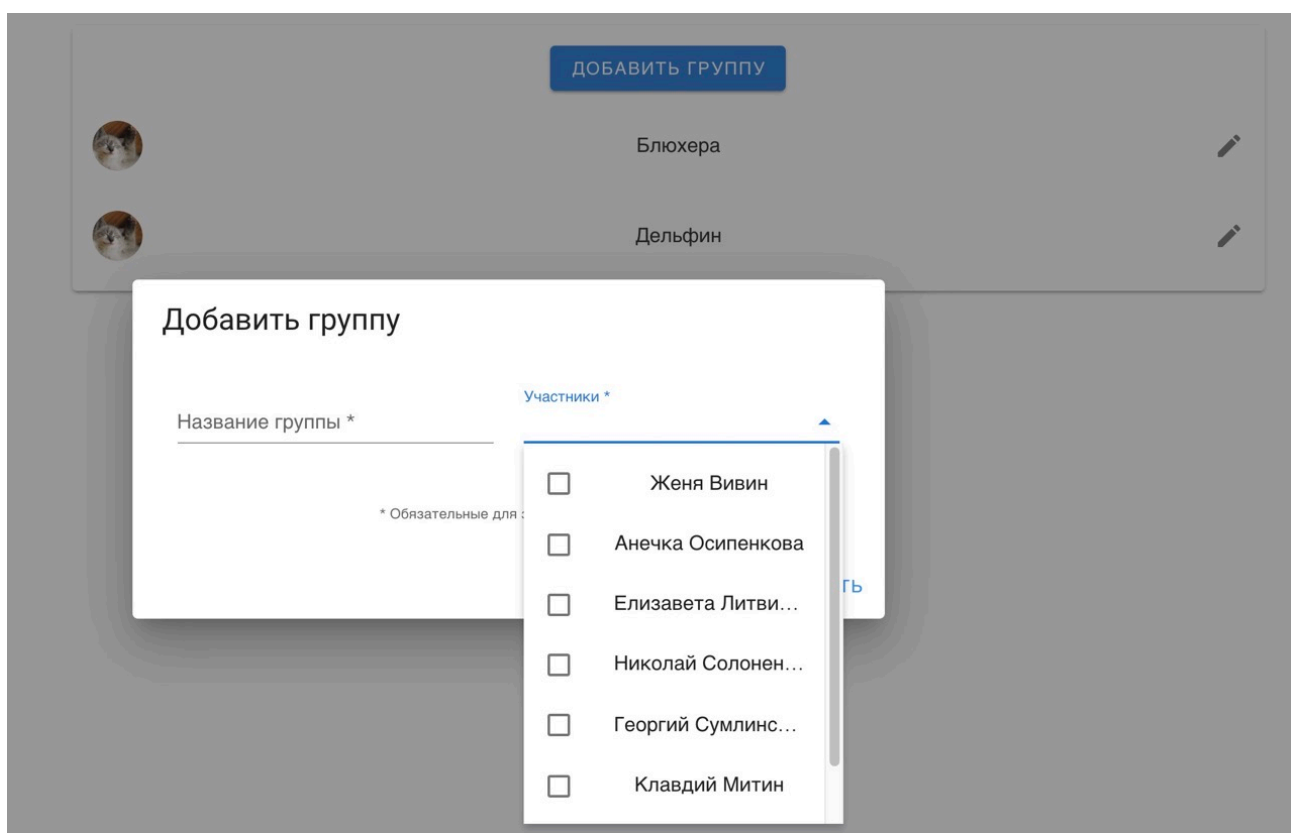 ДОБАВИТЬ ГРУППУ
Блюхера
Дельфин
Добавить группу
Участники *
Название группы *
Женя Вивин
* Обязательные для
Анечка Осипенкова
ть
Елизавета Литви...
Николай Солонен...
Георгий Сумлинс...
Клавдий Митин